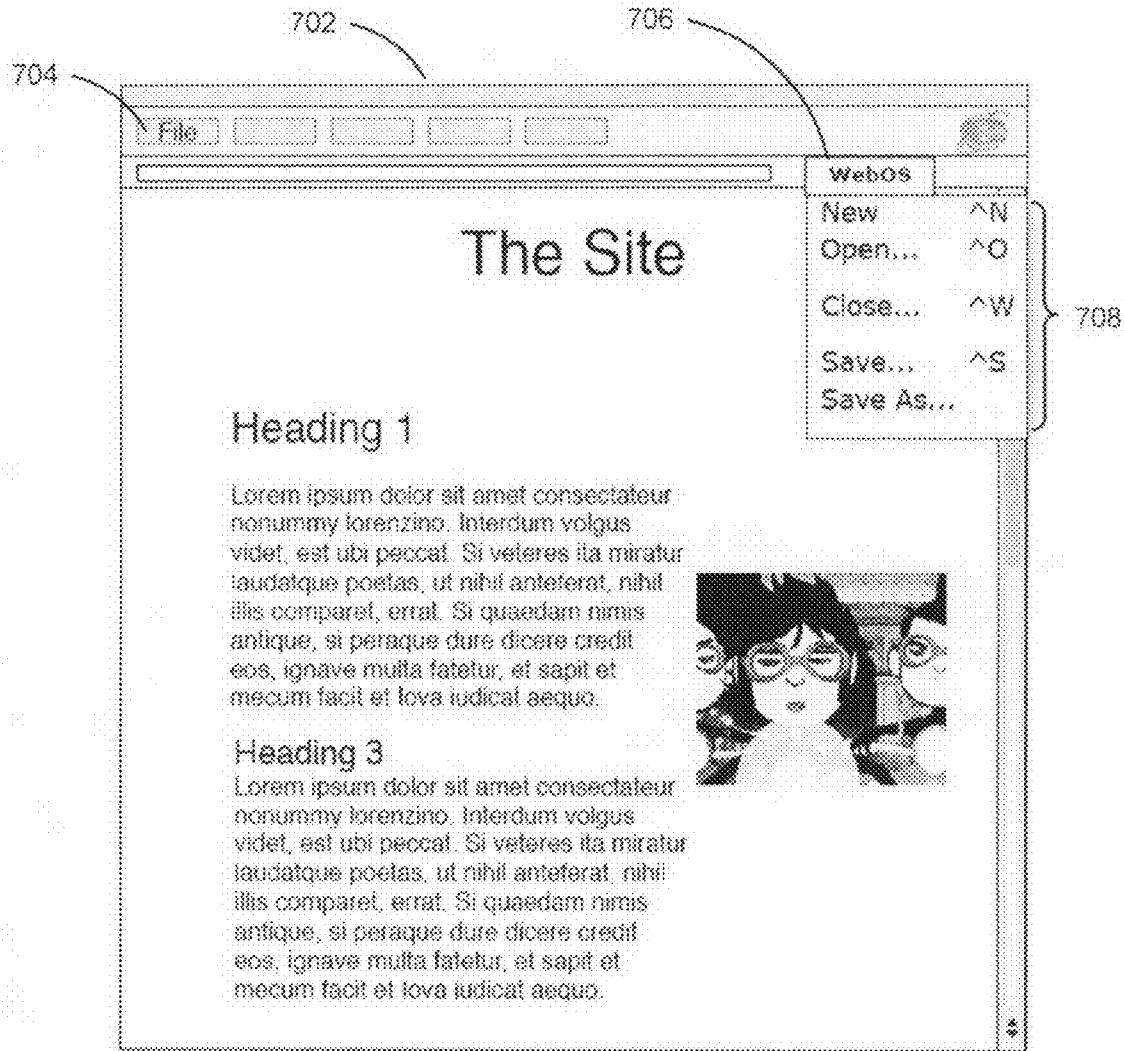 702
706
704
File
WebOS
New ^N
Open... ^O
Close... ^W
Save... ^S
Save As...
708
The Site
Heading 1
Lorem ipsum dolor sit amet consectateur
nonummy lorenzino. Interdum volgus
videt, est ubi peccat. Si veteres ita miratur
laudatque poetas, ut nihil anteferat, nihil
illis comparet, errat. Si quaedam nimis
antique, si peraque dure dicere credit
eos, ignave multa fatetur, et sapit et
mecum facit et Iova iudicat aequo.
Heading 3
Lorem ipsum dolor sit amet consectateur
nonummy lorenzino. Interdum volgus
videt, est ubi peccat. Si veteres ita miratur
laudatque poetas, ut nihil anteferat, nihil
illis comparet, errat. Si quaedam nimis
antique, si peraque dure dicere credit
eos, ignave multa fatetur, et sapit et
mecum facit et Iova iudicat aequo.